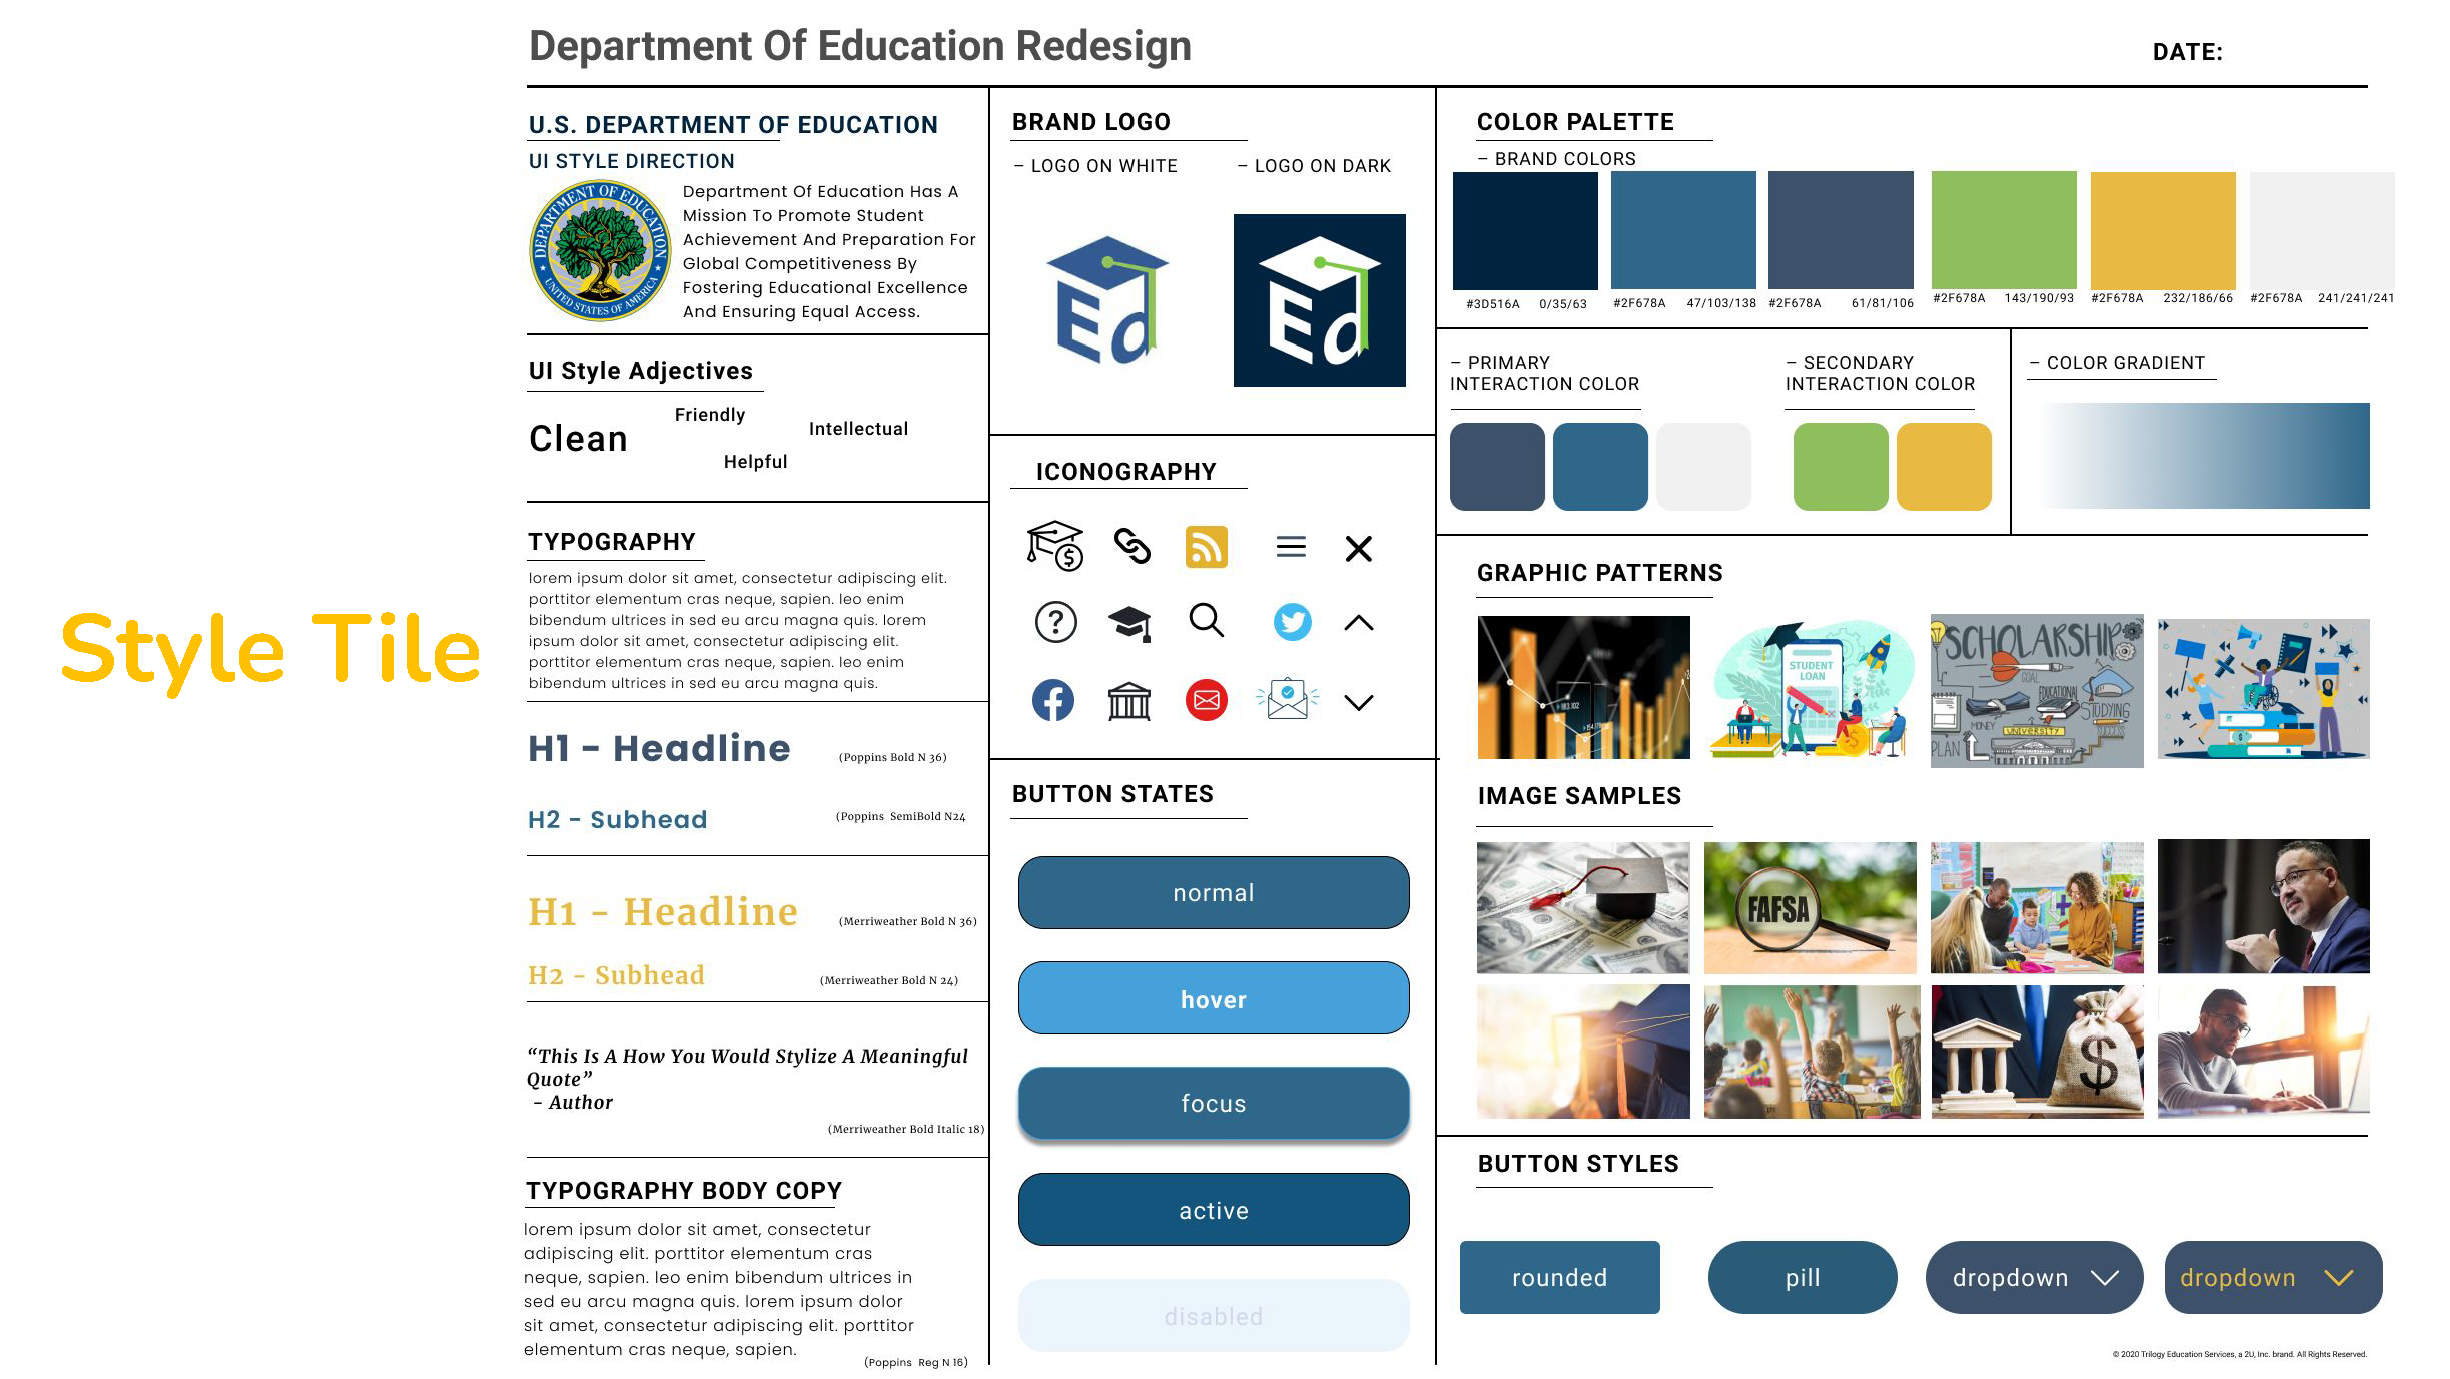 Style Tile
Department Of Education Redesign
DATE:
U.S. DEPARTMENT OF EDUCATION
UI STYLE DIRECTION
DEPARTMENT OF EDUCATION
UNITED STATES OF AMERICA
Department Of Education Has A
Mission To Promote Student
Achievement And Preparation For
Global Competitiveness By
Fostering Educational Excellence
And Ensuring Equal Access.
UI Style Adjectives
Clean
Friendly
Intellectual
Helpful
TYPOGRAPHY
lorem ipsum dolor sit amet, consectetur adipiscing elit.
porttitor elementum cras neque, sapien. leo enim
bibendum ultrices in sed eu arcu magna quis. lorem
ipsum dolor sit amet, consectetur adipiscing elit.
porttitor elementum cras neque, sapien. leo enim
bibendum ultrices in sed eu arcu magna quis.
H1 - Headline
(Poppins Bold N 36)
H2 - Subhead
(Poppins SemiBold N24
H1 - Headline
(Merriweather Bold N 36)
H2 - Subhead
(Merriweather Bold N 24)
“This Is A How You Would Stylize A Meaningful
Quote”
- Author
(Merriweather Bold Italic 18)
TYPOGRAPHY BODY COPY
lorem ipsum dolor sit amet, consectetur
adipiscing elit. porttitor elementum cras
neque, sapien. leo enim bibendum ultrices in
sed eu arcu magna quis. lorem ipsum dolor
sit amet, consectetur adipiscing elit. porttitor
elementum cras neque, sapien.
(Poppins Reg N 16)
BRAND LOGO
– LOGO ON WHITE
– LOGO ON DARK
Ed
Ed
ICONOGRAPHY
BUTTON STATES
normal
hover
focus
active
disabled
COLOR PALETTE
– BRAND COLORS
#3D516A 0/35/63
#2F678A 47/103/138
#2F678A 61/81/106
#2F678A 143/190/93
#2F678A 232/186/66
#2F678A 241/241/241
– PRIMARY
INTERACTION COLOR
– SECONDARY
INTERACTION COLOR
– COLOR GRADIENT
GRAPHIC PATTERNS
STUDENT
LOAN
SCHOLARSHIP
GOAL
EDUCATIONAL
STUDYING
MONEY
UNIVERSITY
SUCCESS
PLAN
IMAGE SAMPLES
FAFSA
$
BUTTON STYLES
rounded
pill
dropdown
dropdown
© 2020 Trilogy Education Services, a 2U, Inc. brand. All Rights Reserved.